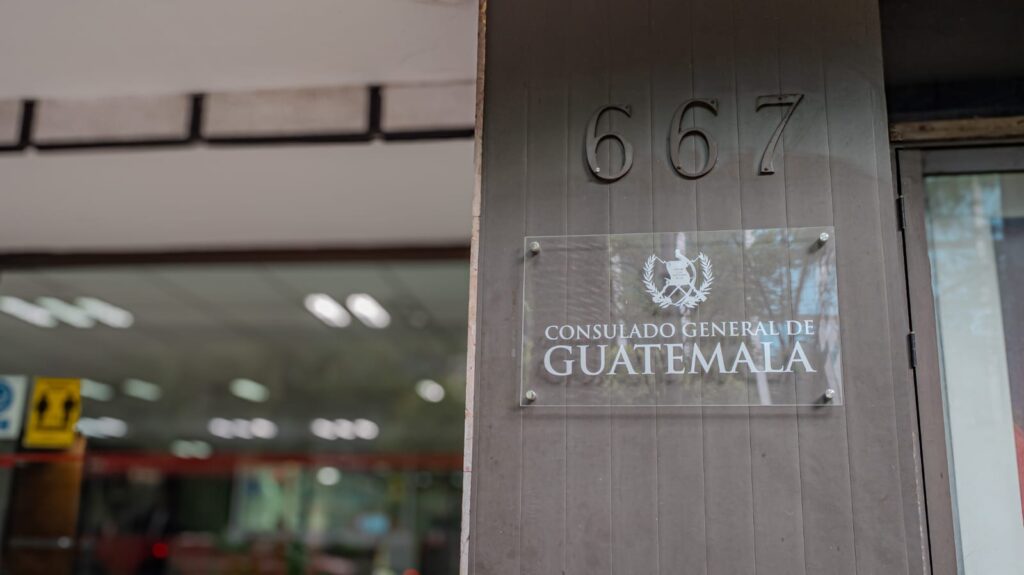 667
CONSULADO GENERAL DE
GUATEMALA